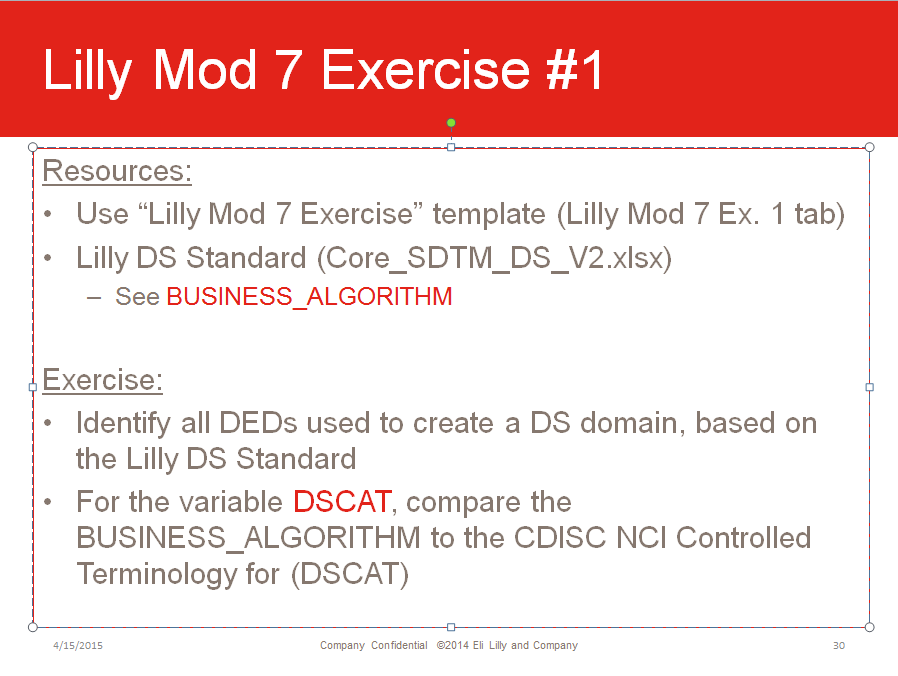 Lilly Mod 7 Exercise #1
Resources:
• Use “Lilly Mod 7 Exercise” template (Lilly Mod 7 Ex. 1 tab)
• Lilly DS Standard (Core_SDTM_DS_V2.xlsx)
– See BUSINESS_ALGORITHM
Exercise:
• Identify all DEDs used to create a DS domain, based on
the Lilly DS Standard
• For the variable DSCAT, compare the
BUSINESS_ALGORITHM to the CDISC NCI Controlled
Terminology for (DSCAT)
4/15/2015 Company Confidential ©2014 Eli Lilly and Company 30